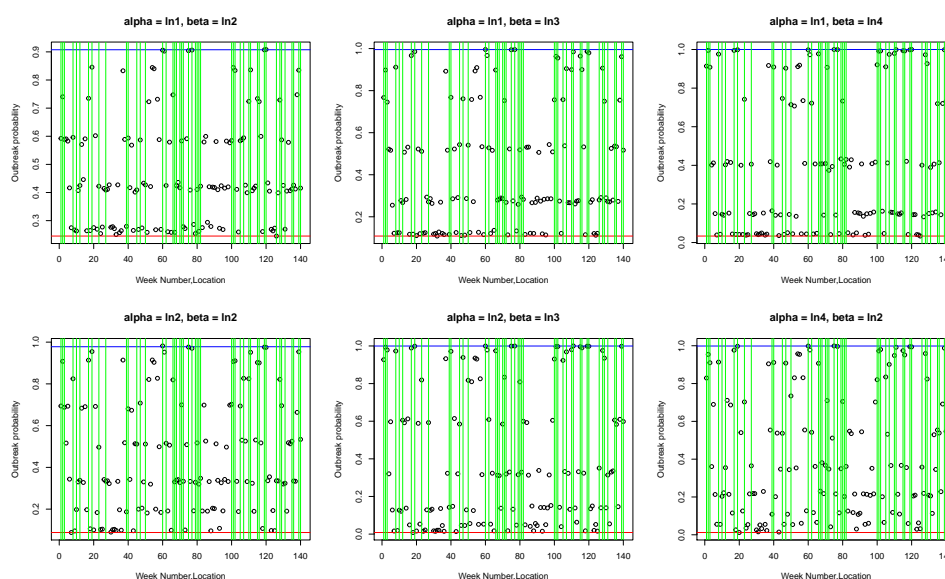 alpha = ln1, beta = ln2
alpha = ln1, beta = ln3
alpha = ln1, beta = ln4
Outbreak probability
0.3 0.4 0.5 0.6 0.7 0.8 0.9
Outbreak probability
0.2 0.4 0.6 0.8 1.0
Outbreak probability
0.0 0.2 0.4 0.6 0.8 1.0
0 20 40 60 80 100 120 140
0 20 40 60 80 100 120 140
0 20 40 60 80 100 120 140
Week Number,Location
Week Number,Location
Week Number,Location
alpha = ln2, beta = ln2
alpha = ln2, beta = ln3
alpha = ln4, beta = ln2
Outbreak probability
0.2 0.4 0.6 0.8 1.0
Outbreak probability
0.0 0.2 0.4 0.6 0.8 1.0
Outbreak probability
0.0 0.2 0.4 0.6 0.8 1.0
0 20 40 60 80 100 120 140
0 20 40 60 80 100 120 140
0 20 40 60 80 100 120 140
Week Number,Location
Week Number,Location
Week Number,Location